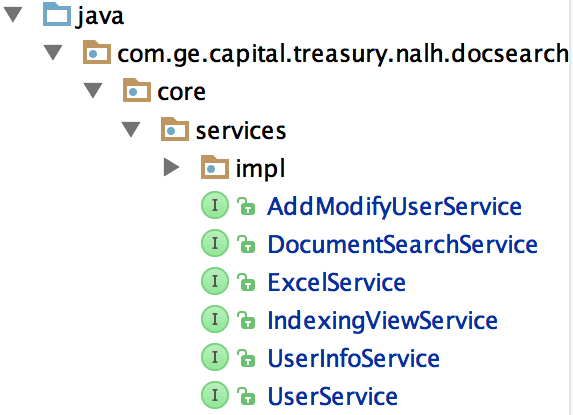 java
com.ge.capital.treasury.nalh.docsearch
core
services
impl
I T AddModifyUserService
I T DocumentSearchService
I T ExcelService
I T IndexingViewService
I T UserInfoService
I T UserService